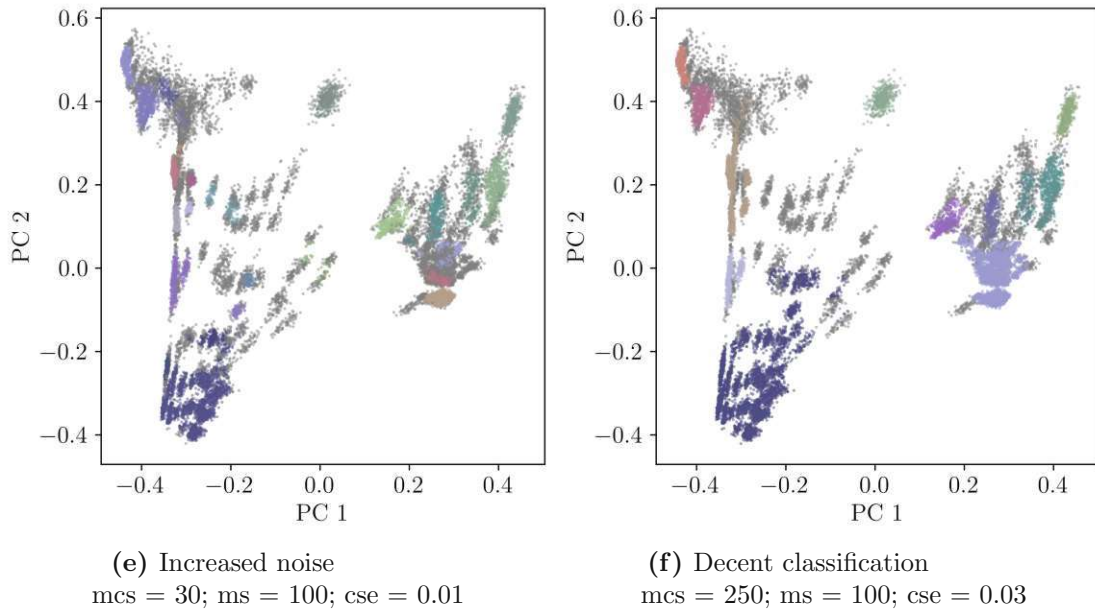 0.6
0.4
0.2
0.0
−0.2
−0.4
PC 2
−0.4
−0.2
0.0
0.2
0.4
PC 1
(e) Increased noise
mcs = 30; ms = 100; cse = 0.01
0.6
0.4
0.2
0.0
−0.2
−0.4
PC 2
−0.4
−0.2
0.0
0.2
0.4
PC 1
(f) Decent classification
mcs = 250; ms = 100; cse = 0.03